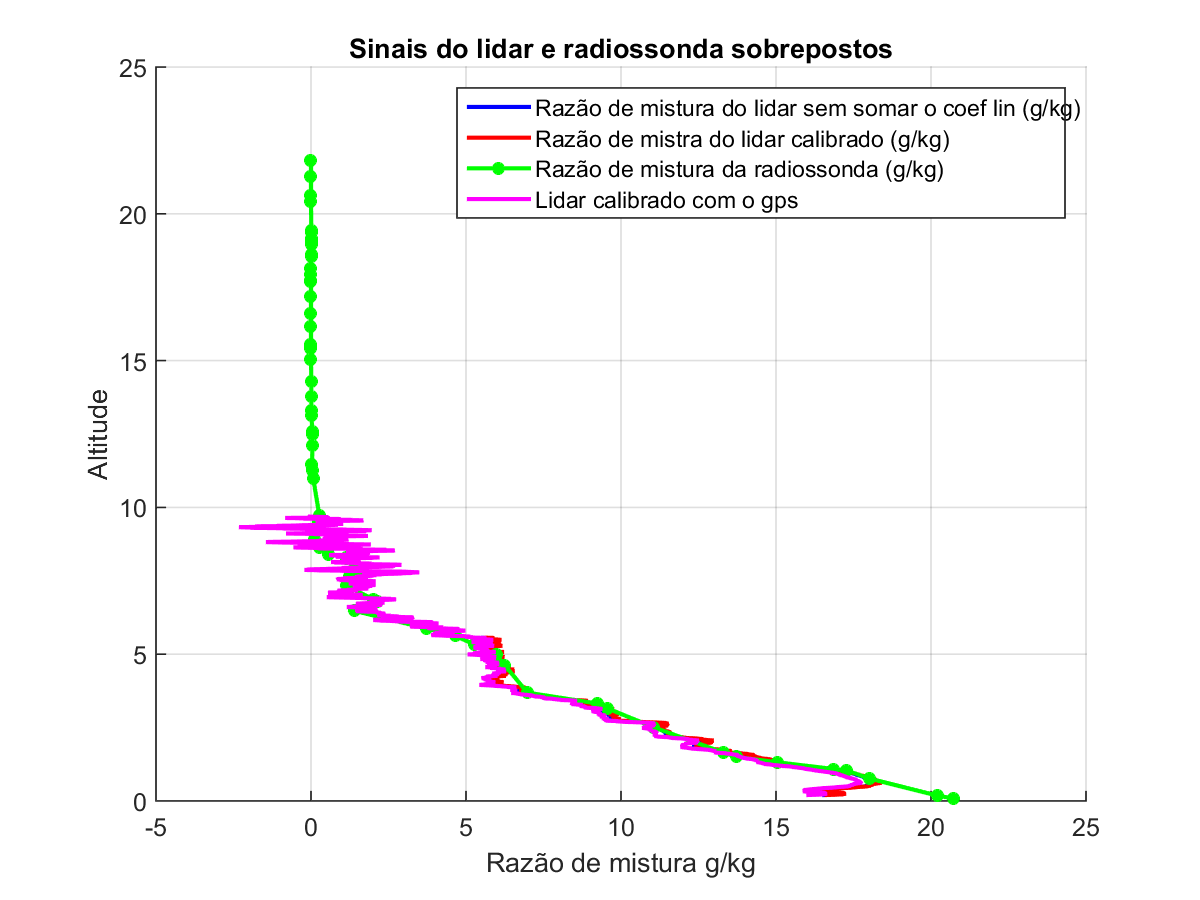 Sinais do lidar e radiossonda sobrepostos
25
20
15
10
5
0
Altitude
Razão de mistura do lidar sem somar o coef lin (g/kg)
Razão de mistra do lidar calibrado (g/kg)
Razão de mistura da radiossonda (g/kg)
Lidar calibrado com o gps
-5 0 5 10 15 20 25
Razão de mistura g/kg